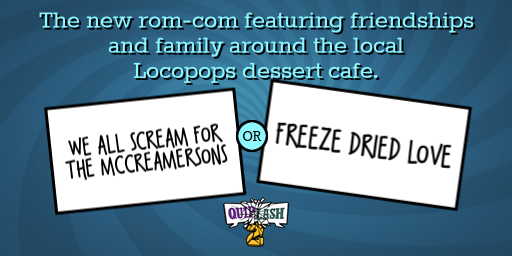 The new rom-com featuring friendships
and family around the local
Locopops dessert cafe.
WE ALL SCREAM FOR
THE MCCREAMERSONS
OR
FREEZE DRIED LOVE
QUIPLASH
2